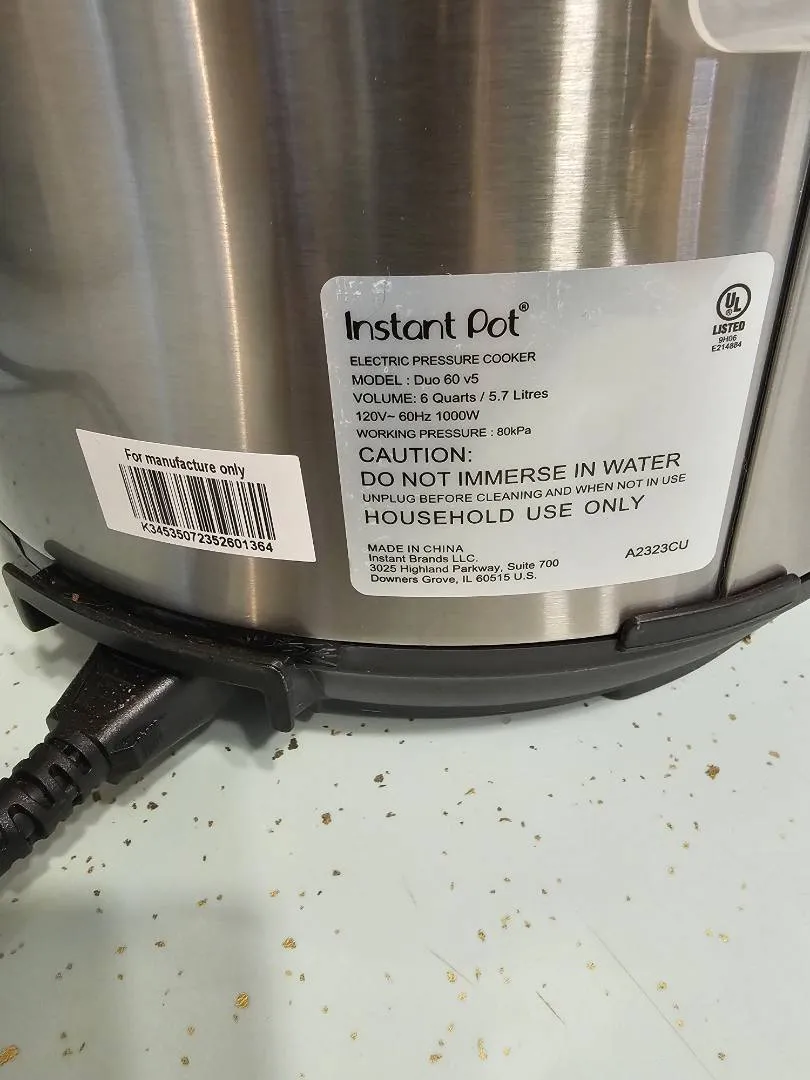 Instant Pot®
ELECTRIC PRESSURE COOKER
MODEL : Duo 60 v5
VOLUME: 6 Quarts / 5.7 Litres
120V~ 60Hz 1000W
WORKING PRESSURE : 80kPa
CAUTION:
DO NOT IMMERSE IN WATER
UNPLUG BEFORE CLEANING AND WHEN NOT IN USE
HOUSEHOLD USE ONLY
MADE IN CHINA
Instant Brands LLC.
3025 Highland Parkway, Suite 700
Downers Grove, IL 60515 U.S.
A2323CU
UL ®
LISTED
9H06
E214884
For manufacture only
K34535072352601364